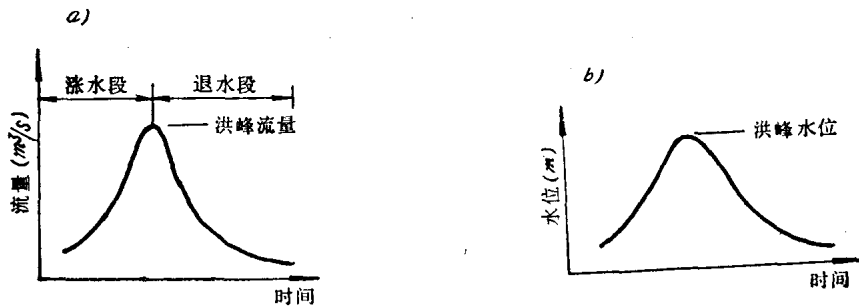 a)
涨水段
退水段
洪峰流量
流量(m³/S)
时间
b)
洪峰水位
水位(m)
时间